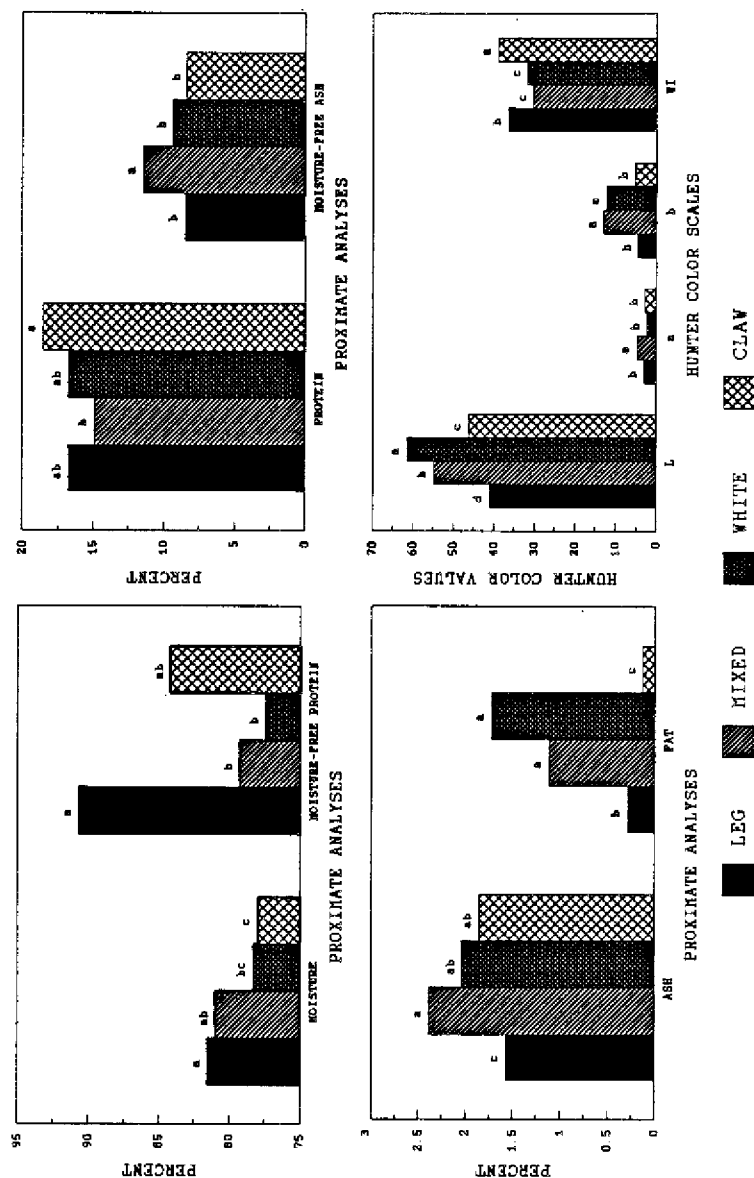 95
90
85
80
75
PERCENT
a
ab
bc
c
MOISTURE
a
b
b
ab
MOISTURE-FREE PROTEIN
PROXIMATE ANALYSES
20
15
10
5
0
PERCENT
ab
b
ab
a
PROTEIN
b
a
b
b
MOISTURE-FREE ASH
PROXIMATE ANALYSES
3
2.5
2
1.5
1
0.5
0
PERCENT
c
a
ab
ab
ASH
b
a
a
c
FAT
PROXIMATE ANALYSES
70
60
50
40
30
20
10
0
HUNTER COLOR VALUES
d
b
a
c
L
b
a
b
b
a
b
a
a
b
b
b
c
c
a
WI
HUNTER COLOR SCALES
LEG MIXED WHITE CLAW